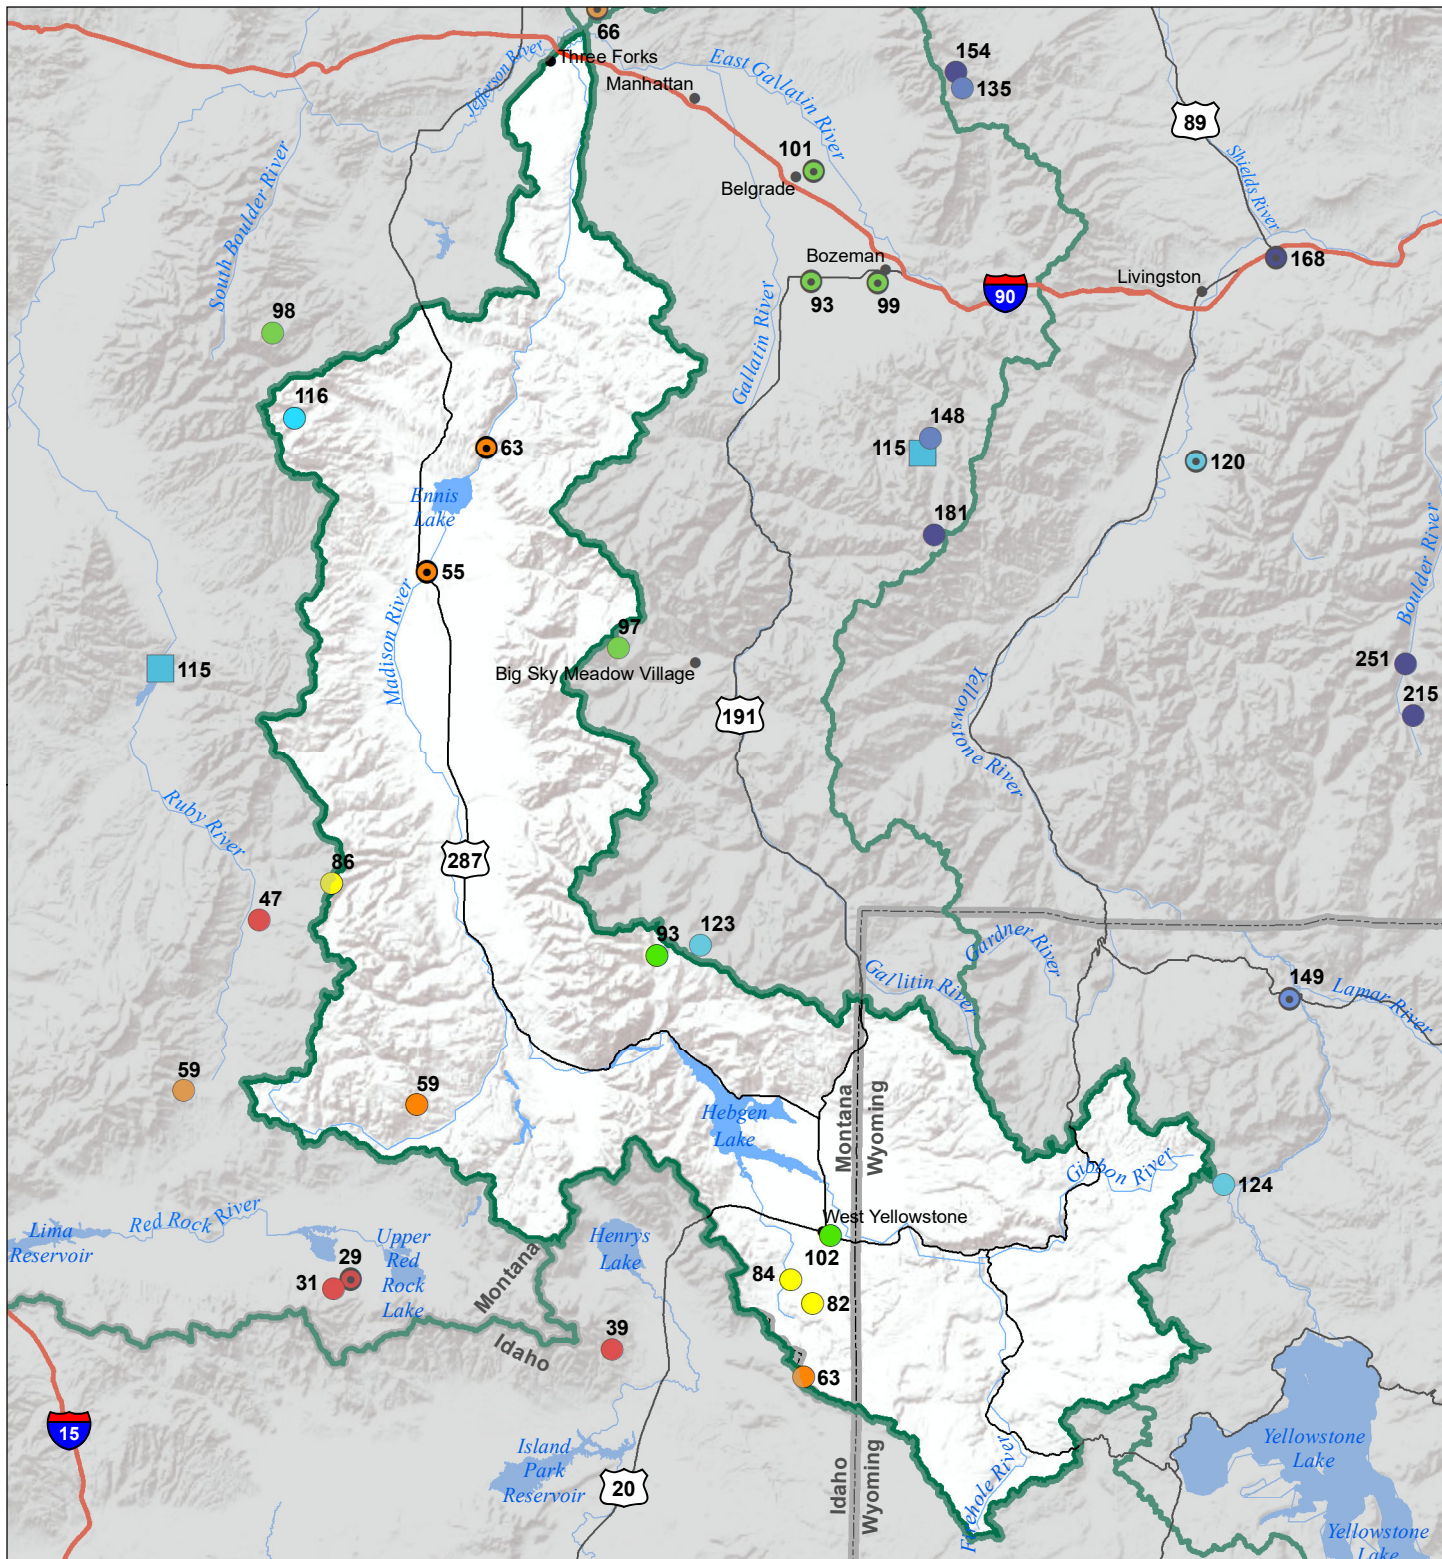 66
Three Forks
Jefferson River
Manhattan
East Gallatin River
154
135
89
101
Belgrade
Shields River
South Boulder River
Bozeman
168
Livingston
93
99
90
98
Gallatin River
116
148
115
63
120
Ennis
Lake
181
55
Boulder River
Madison River
97
115
Big Sky Meadow Village
251
215
191
Yellowstone River
Ruby River
86
287
47
93
123
Gardner River
Gallitin River
149
Lamar River
59
59
Hebgen
Lake
Montana
Wyoming
Gibbon River
124
Red Rock River
Lima
Reservoir
Upper
Red
Rock
Lake
Henrys
Lake
West Yellowstone
102
29
31
Montana
84
82
Idaho
39
63
15
Island
Park
Reservoir
20
Idaho
Wyoming
Firehole River
Yellowstone
Lake
Yellowstone
Lake